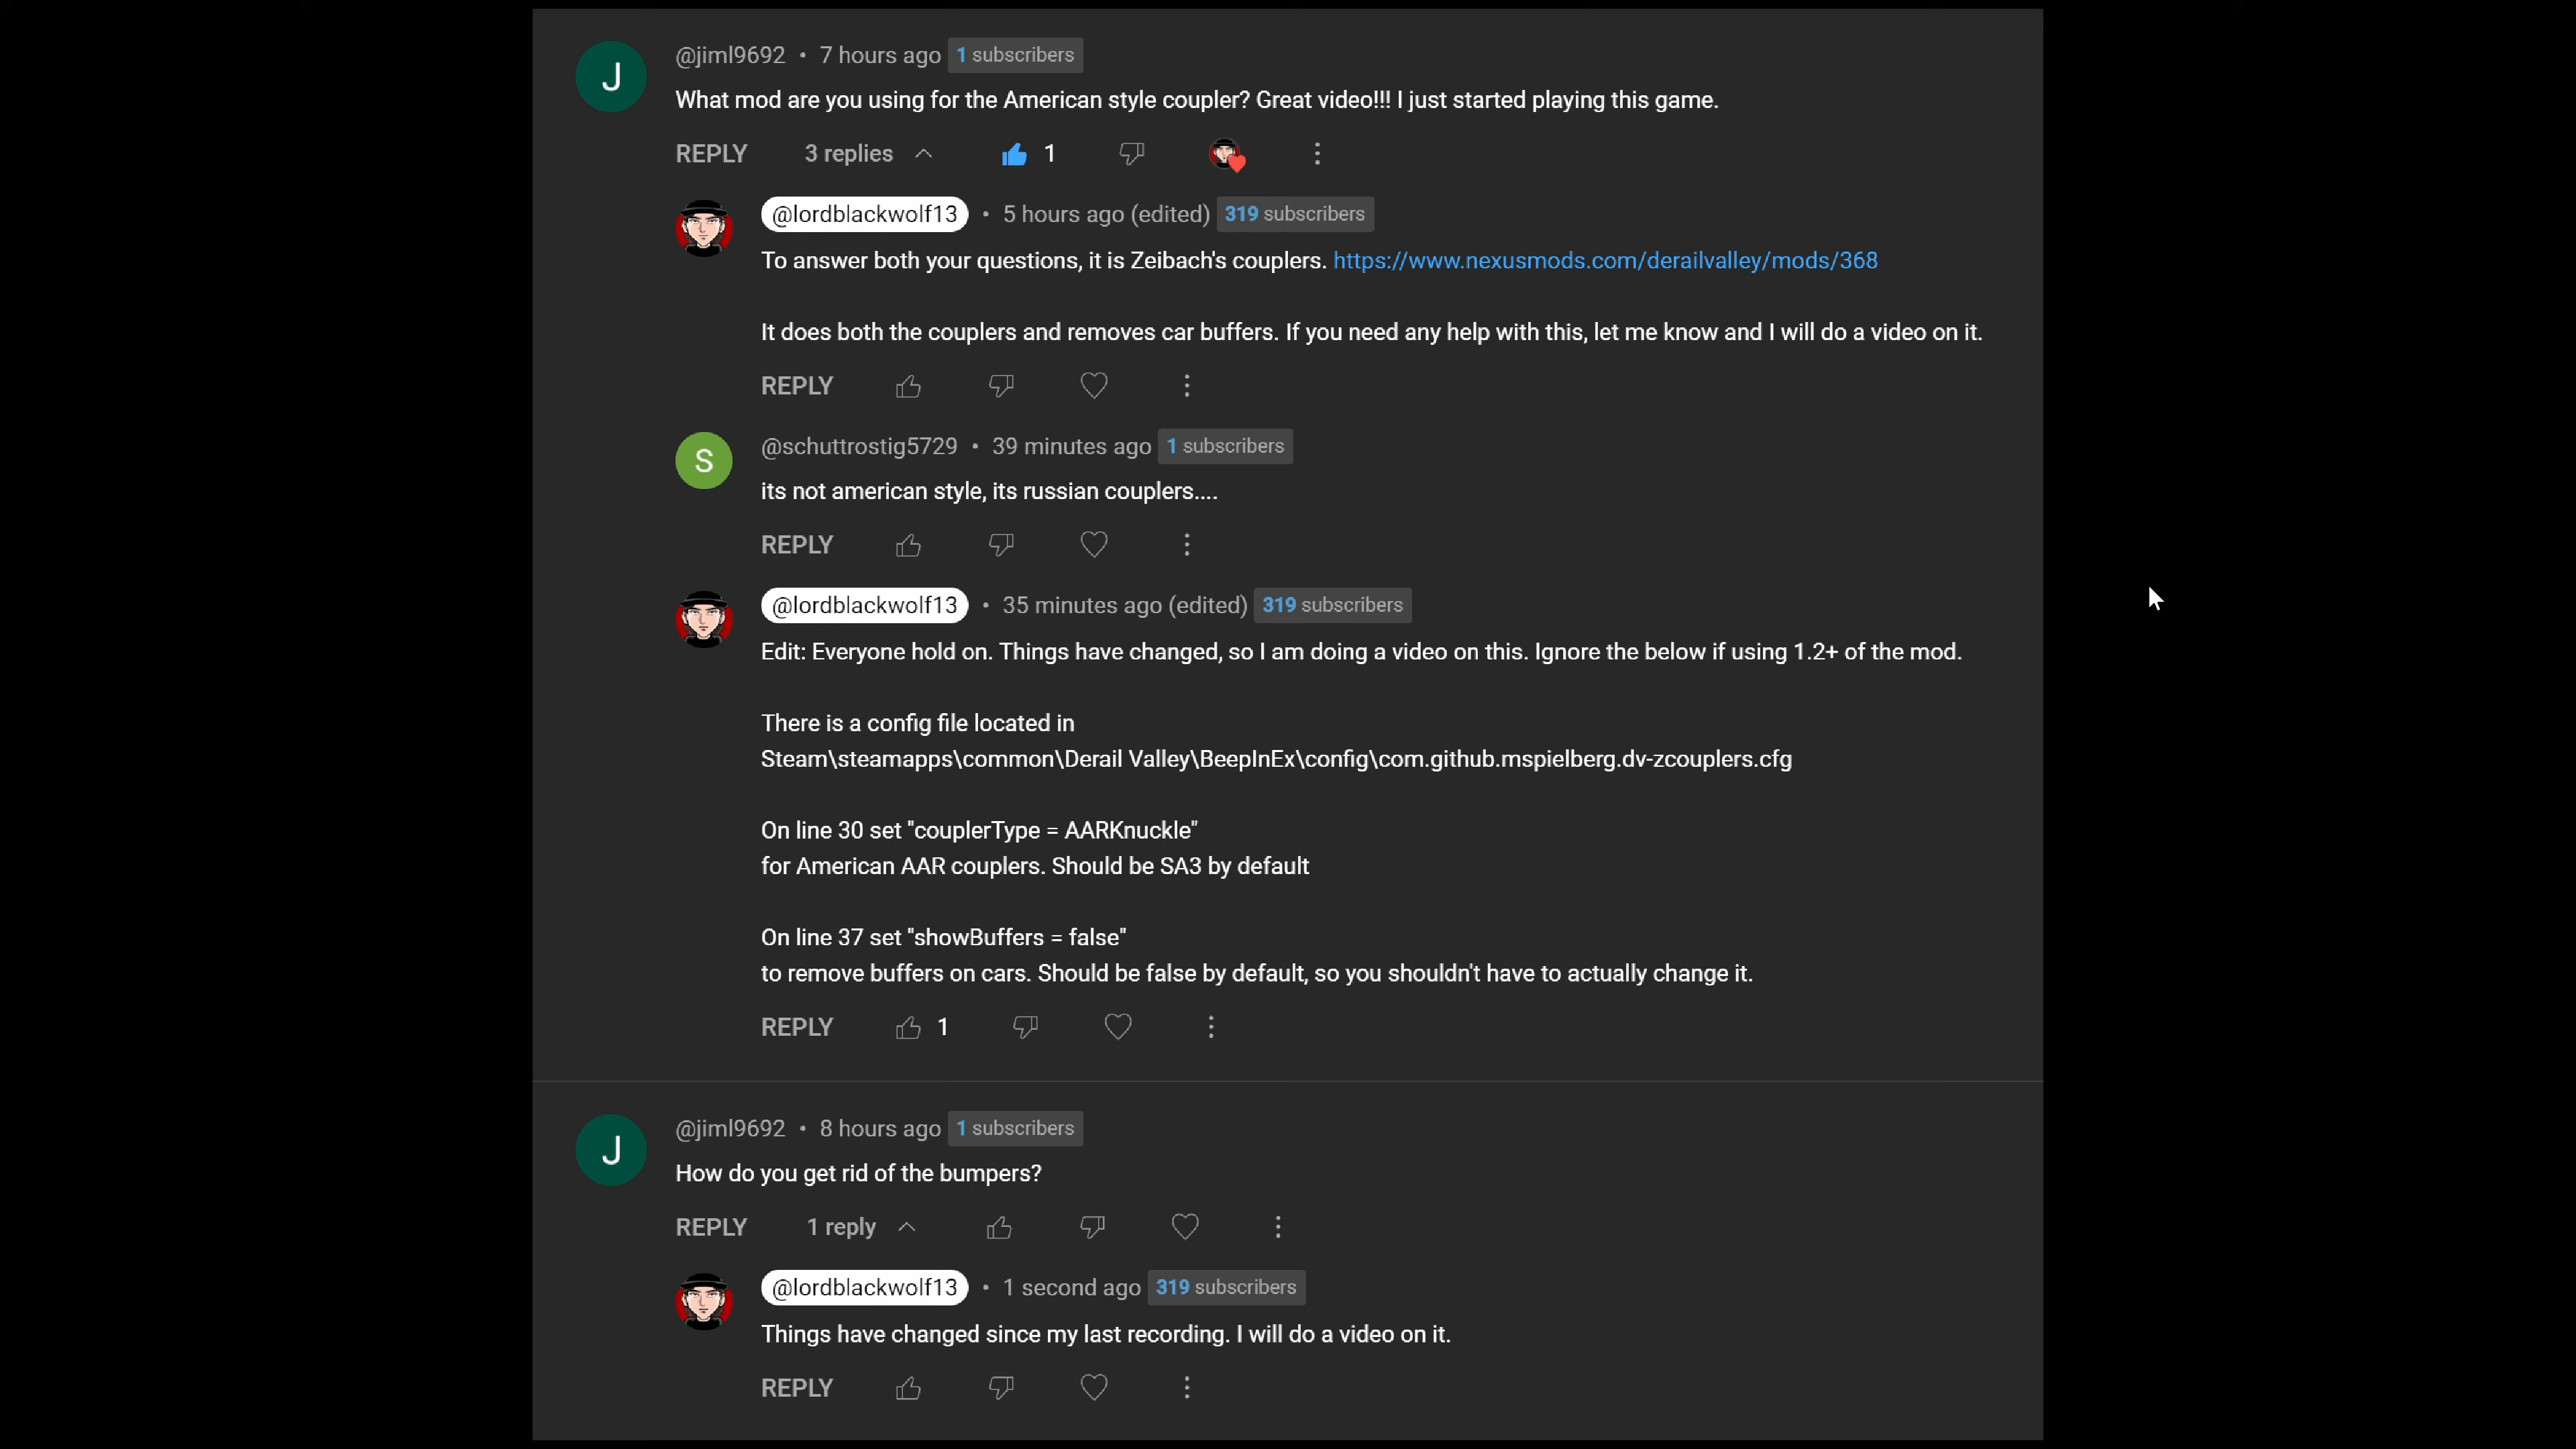 J
@jiml9692 • 7 hours ago 1 subscribers
What mod are you using for the American style coupler? Great video!!! I just started playing this game.
REPLY 3 replies 1
@lordblackwolf13 • 5 hours ago (edited) 319 subscribers
To answer both your questions, it is Zeibach's couplers. https://www.nexusmods.com/derailvalley/mods/368
It does both the couplers and removes car buffers. If you need any help with this, let me know and I will do a video on it.
REPLY
S
@schuttrostig5729 • 39 minutes ago 1 subscribers
its not american style, its russian couplers....
REPLY
@lordblackwolf13 • 35 minutes ago (edited) 319 subscribers
Edit: Everyone hold on. Things have changed, so I am doing a video on this. Ignore the below if using 1.2+ of the mod.
There is a config file located in
Steam\steamapps\common\Derail Valley\BeepInEx\config\com.github.mspielberg.dv-zcouplers.cfg
On line 30 set "couplerType = AARKnuckle"
for American AAR couplers. Should be SA3 by default
On line 37 set "showBuffers = false"
to remove buffers on cars. Should be false by default, so you shouldn't have to actually change it.
REPLY 1
J
@jiml9692 • 8 hours ago 1 subscribers
How do you get rid of the bumpers?
REPLY 1 reply
@lordblackwolf13 • 1 second ago 319 subscribers
Things have changed since my last recording. I will do a video on it.
REPLY